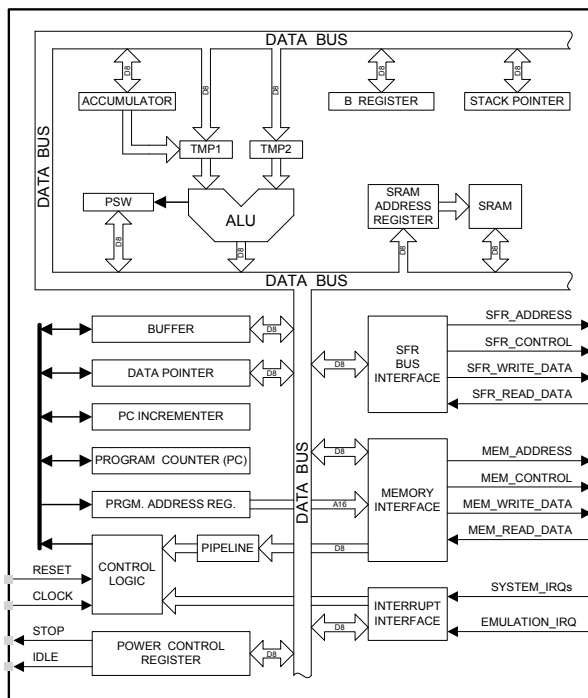 DATA BUS
DATA BUS
D8
D8
D8
D8
D8
ACCUMULATOR
B REGISTER
STACK POINTER
TMP1
TMP2
PSW
ALU
SRAM
ADDRESS
REGISTER
SRAM
D8
D8
D8
D8
DATA BUS
DATA BUS
BUFFER
D8
DATA POINTER
D8
PC INCREMENTER
PROGRAM COUNTER (PC)
PRGM. ADDRESS REG.
A16
CONTROL
LOGIC
PIPELINE
D8
POWER CONTROL
REGISTER
D8
D8
SFR
BUS
INTERFACE
SFR_ADDRESS
SFR_CONTROL
SFR_WRITE_DATA
SFR_READ_DATA
D8
MEMORY
INTERFACE
MEM_ADDRESS
MEM_CONTROL
MEM_WRITE_DATA
MEM_READ_DATA
D8
INTERRUPT
INTERFACE
SYSTEM_IRQs
EMULATION_IRQ
RESET
CLOCK
STOP
IDLE